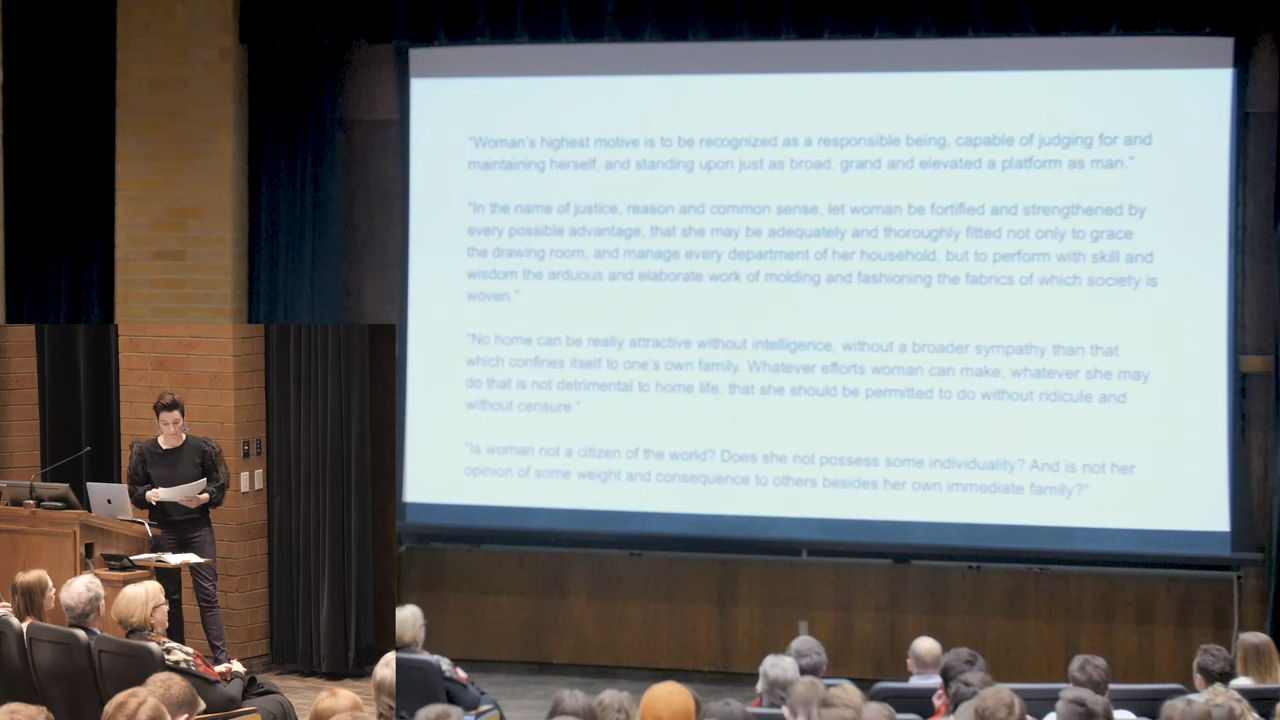 "Woman's highest motive is to be recognized as a responsible being, capable of judging for and
maintaining herself, and standing upon just as broad, grand and elevated a platform as man."
"In the name of justice, reason and common sense, let woman be fortified and strengthened by
every possible advantage, that she may be adequately and thoroughly fitted not only to grace
the drawing room, and manage every department of her household, but to perform with skill and
wisdom the arduous and elaborate work of molding and fashioning the fabrics of which society is
woven."
"No home can be really attractive without intelligence, without a broader sympathy than that
which confines itself to one's own family. Whatever efforts woman can make, whatever she may
do that is not detrimental to home life, that she should be permitted to do without ridicule and
without censure."
"Is woman not a citizen of the world? Does she not possess some individuality? And is not her
opinion of some weight and consequence to others besides her own immediate family?"